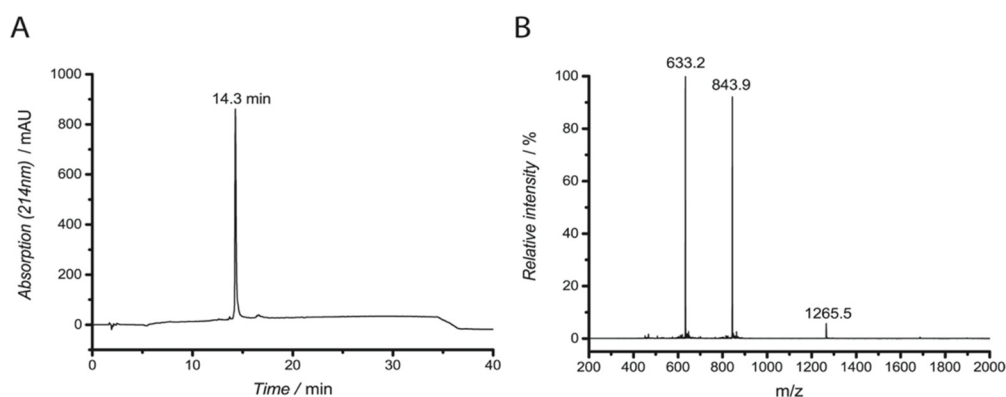 A
Absorption (214nm) / mAU
1000
800
600
400
200
0
14.3 min
0
10
20
30
40
Time / min
B
Relative intensity / %
100
80
60
40
20
0
633.2
843.9
1265.5
200 400 600 800 1000 1200 1400 1600 1800 2000
m/z